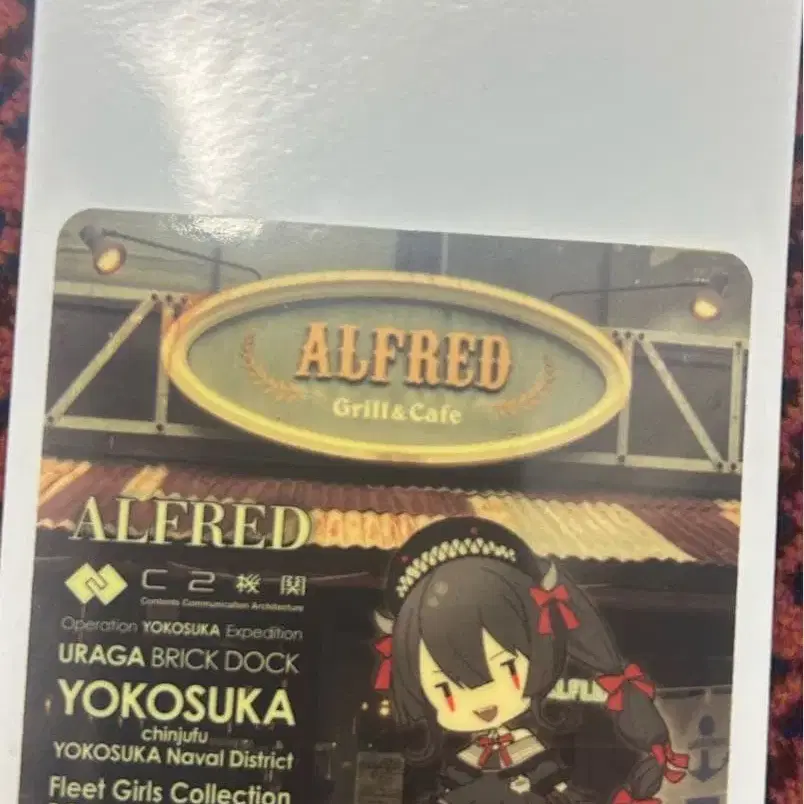 ALFRED
Grill & Cafe
ALFRED
C2機関
Contents Communication Architecture
Operation YOKOSUKA Expedition
URAGA BRICK DOCK
YOKOSUKA
chinjufu
YOKOSUKA Naval District
Fleet Girls Collection